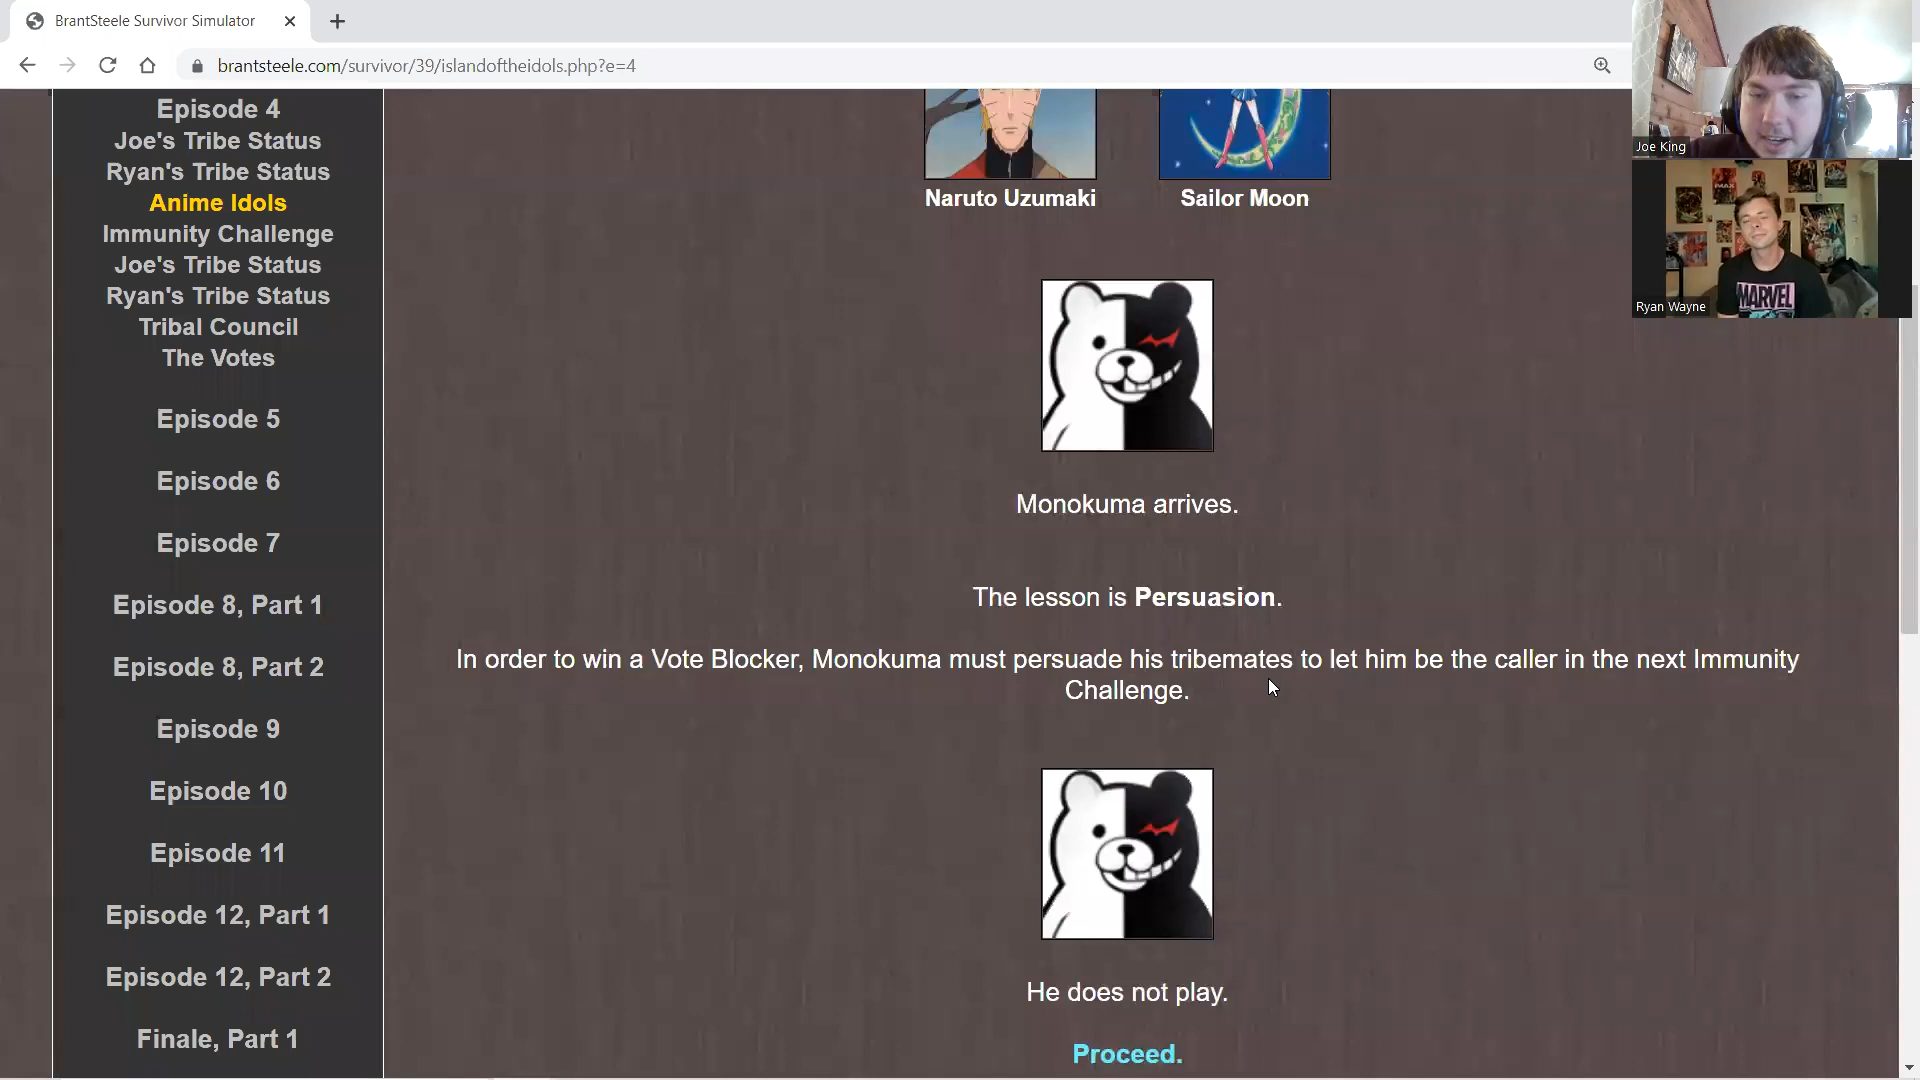 BrantSteele Survivor Simulator
brantsteele.com/survivor/39/islandoftheidols.php?e=4
Episode 4
Joe's Tribe Status
Ryan's Tribe Status
Anime Idols
Immunity Challenge
Joe's Tribe Status
Ryan's Tribe Status
Tribal Council
The Votes
Episode 5
Episode 6
Episode 7
Episode 8, Part 1
Episode 8, Part 2
Episode 9
Episode 10
Episode 11
Episode 12, Part 1
Episode 12, Part 2
Finale, Part 1
Naruto Uzumaki
Sailor Moon
Monokuma arrives.
The lesson is Persuasion.
In order to win a Vote Blocker, Monokuma must persuade his tribemates to let him be the caller in the next Immunity
Challenge.
He does not play.
Proceed.
Joe King
MARVEL
Ryan Wayne